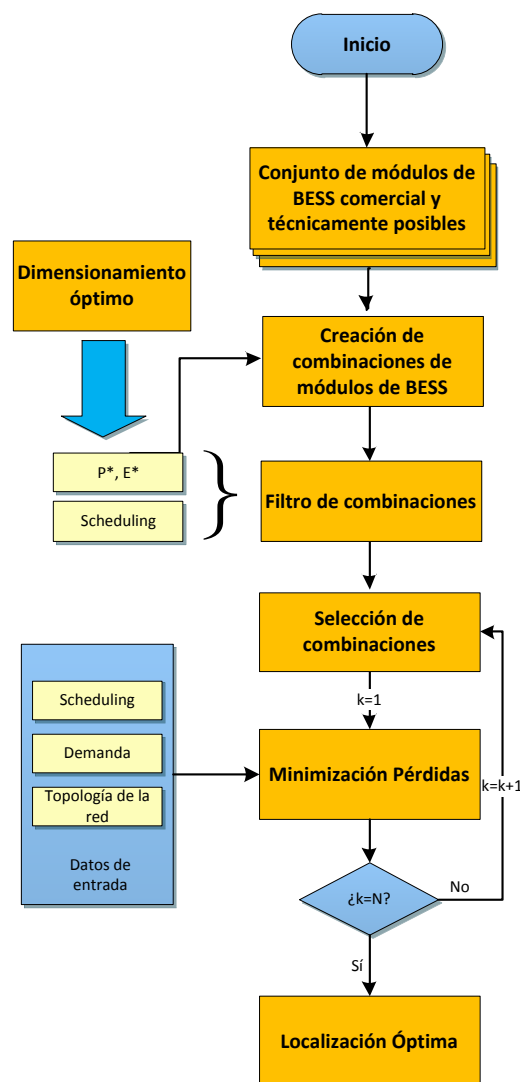 Inicio
Conjunto de módulos de
BESS comercial y
técnicamente posibles
Dimensionamiento
óptimo
Creación de
combinaciones de
módulos de BESS
P*, E*
Scheduling
Filtro de combinaciones
Selección de
combinaciones
k=1
Scheduling
Demanda
Topología de la
red
Datos de
entrada
Minimización Pérdidas
k=k+1
¿k=N?
No
Sí
Localización Óptima